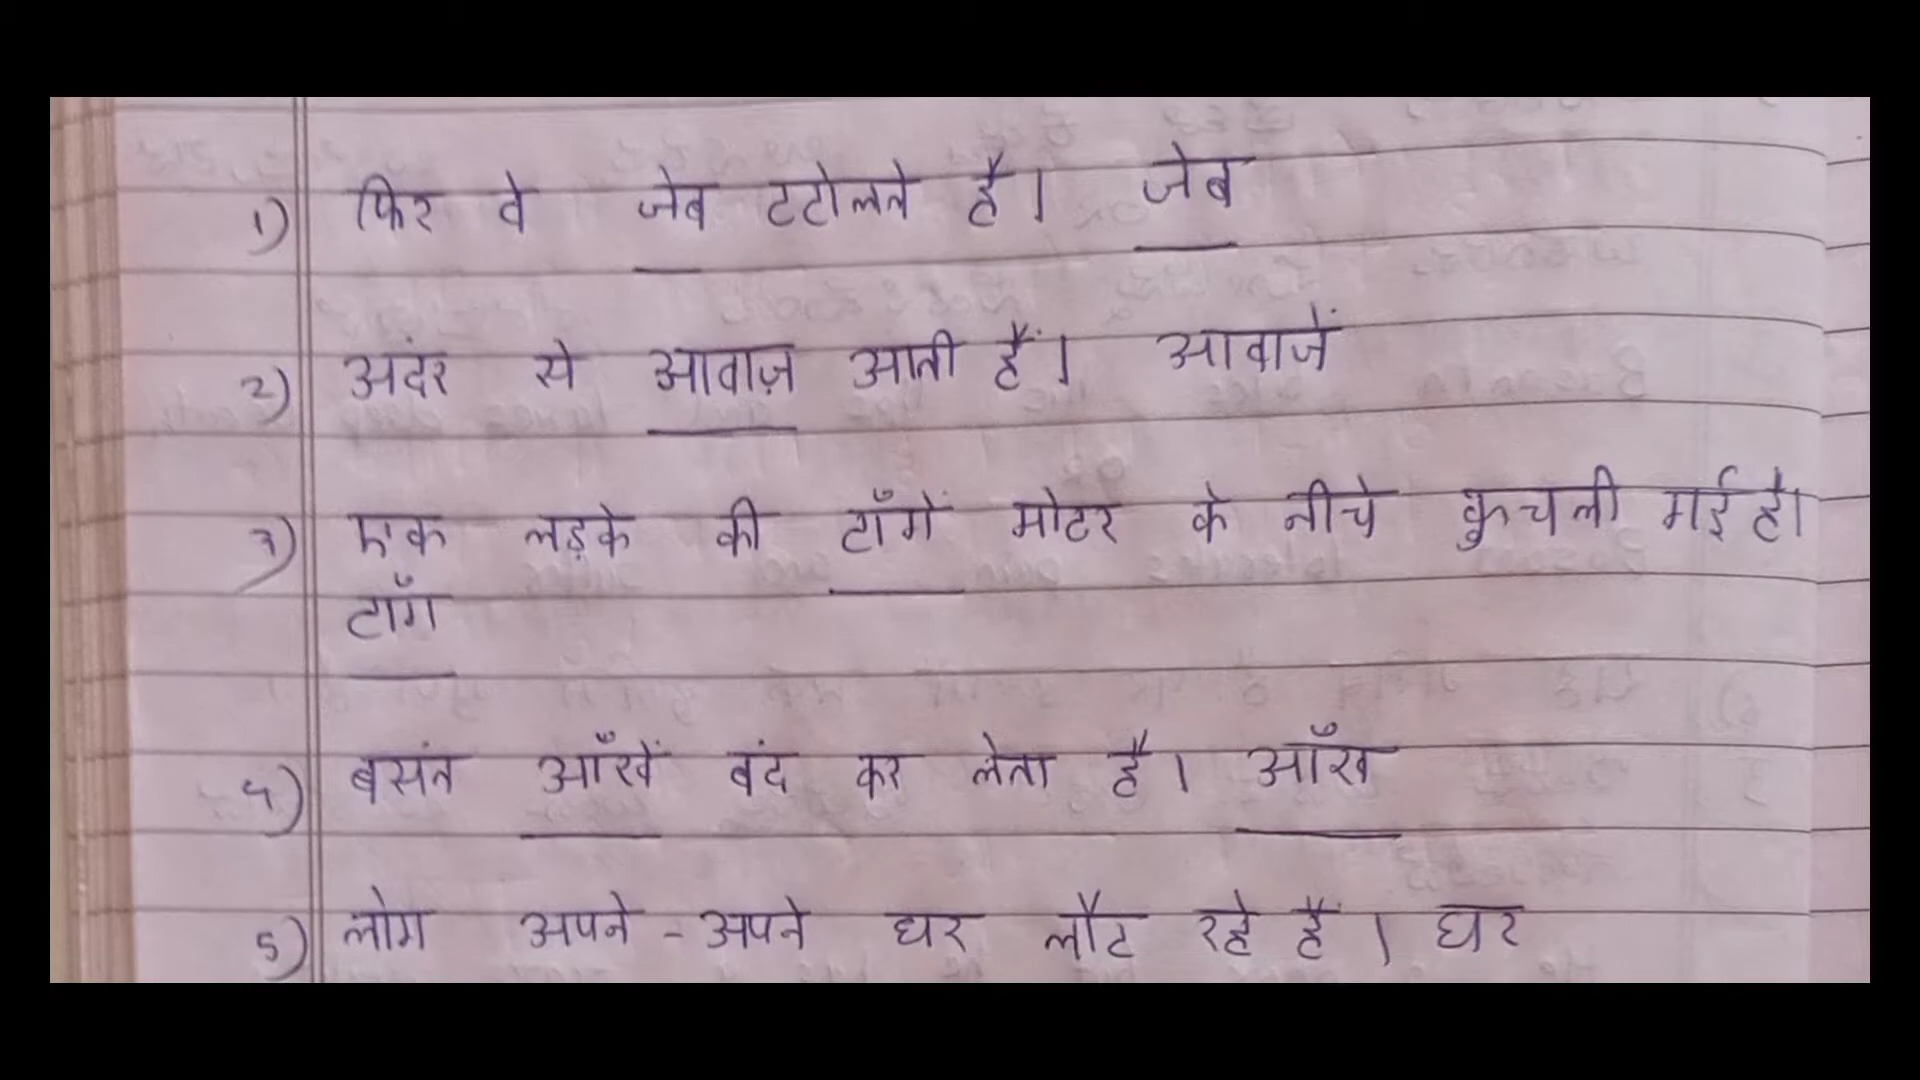 1) फिर वे जेब टटोलते है। जेब
2) अदंर से आवाज़ आती हैं। आवाजें
3) एक लड़के की टाँगें मोटर के नीचे कुचली गई है।
टाँग
4) बसंत आँखें बंद कर लेता है। आँख
5) लोग अपने - अपने घर लौट रहे हैं। घर